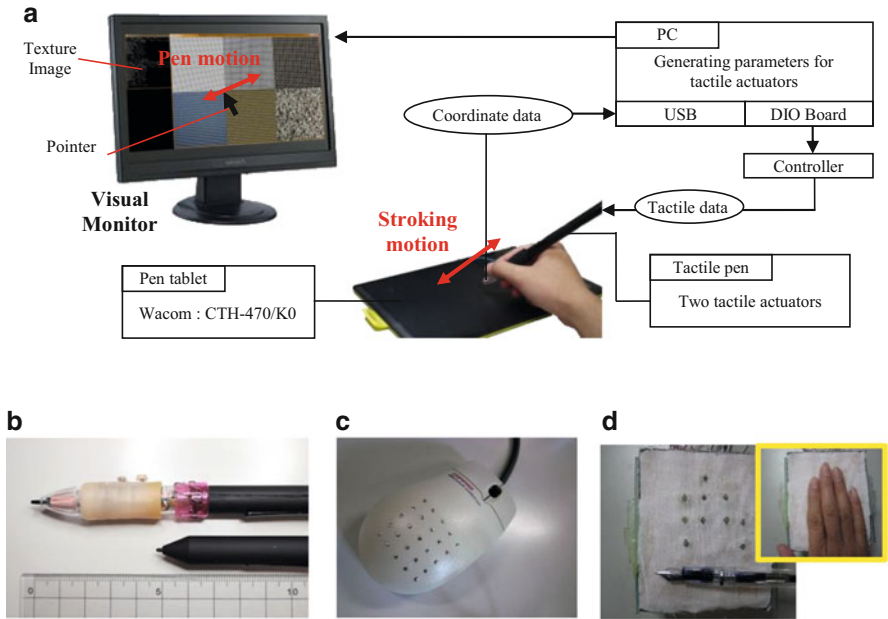 a
Texture
Image
Pen motion
Pointer
Visual
Monitor
PC
Generating parameters for
tactile actuators
USB
DIO Board
Coordinate data
Controller
Tactile data
Stroking
motion
Pen tablet
Wacom : CTH-470/K0
Tactile pen
Two tactile actuators
b
0
5
10
c
d